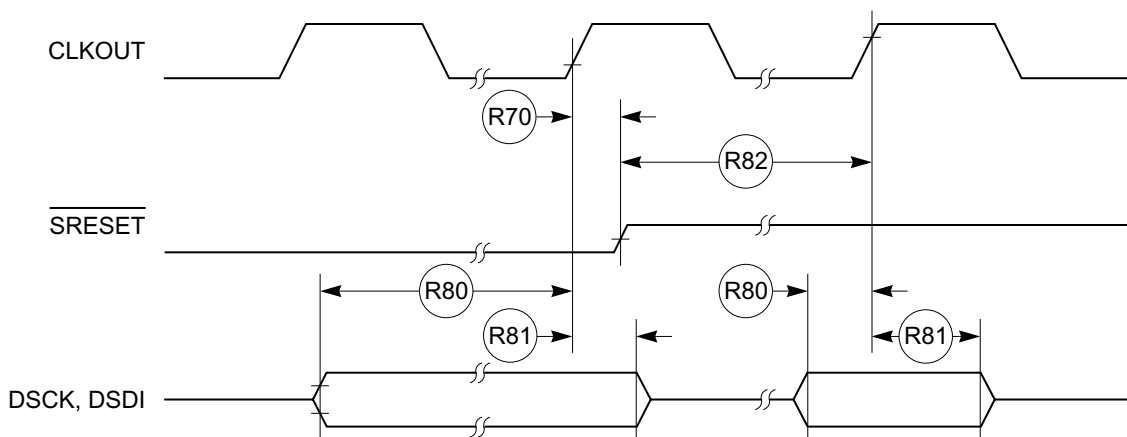 CLKOUT
R70
R82
SRESET
R80
R80
R81
R81
DSCK, DSDI